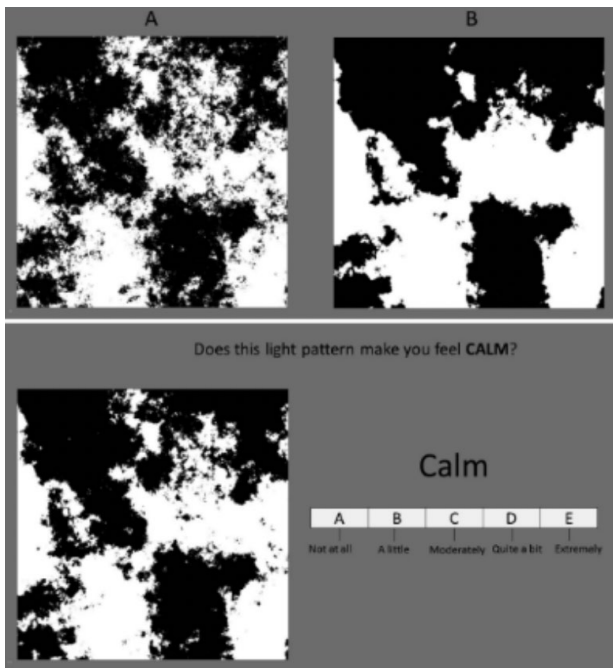 A B
Does this light pattern make you feel CALM?
Calm
A B C D E
Not at all A little Moderately Quite a bit Extremely